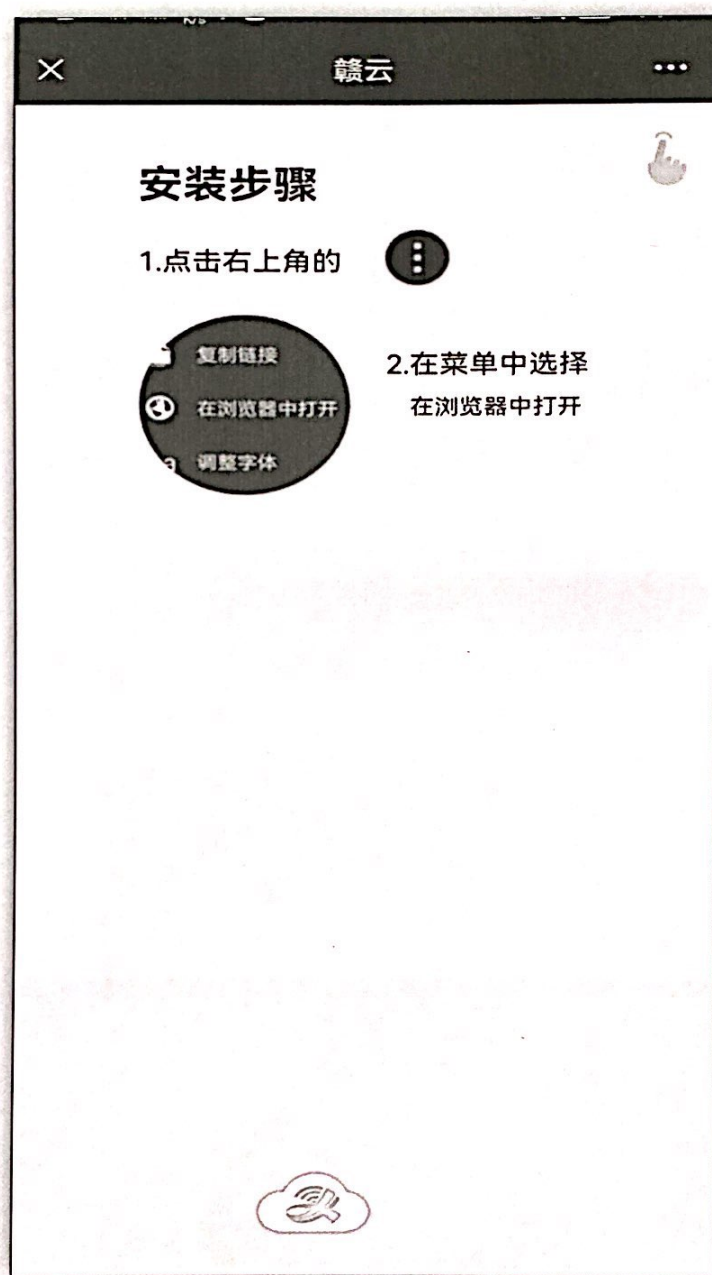 赣云
安装步骤
1.点击右上角的
复制链接
在浏览器中打开
调整字体
2.在菜单中选择
在浏览器中打开